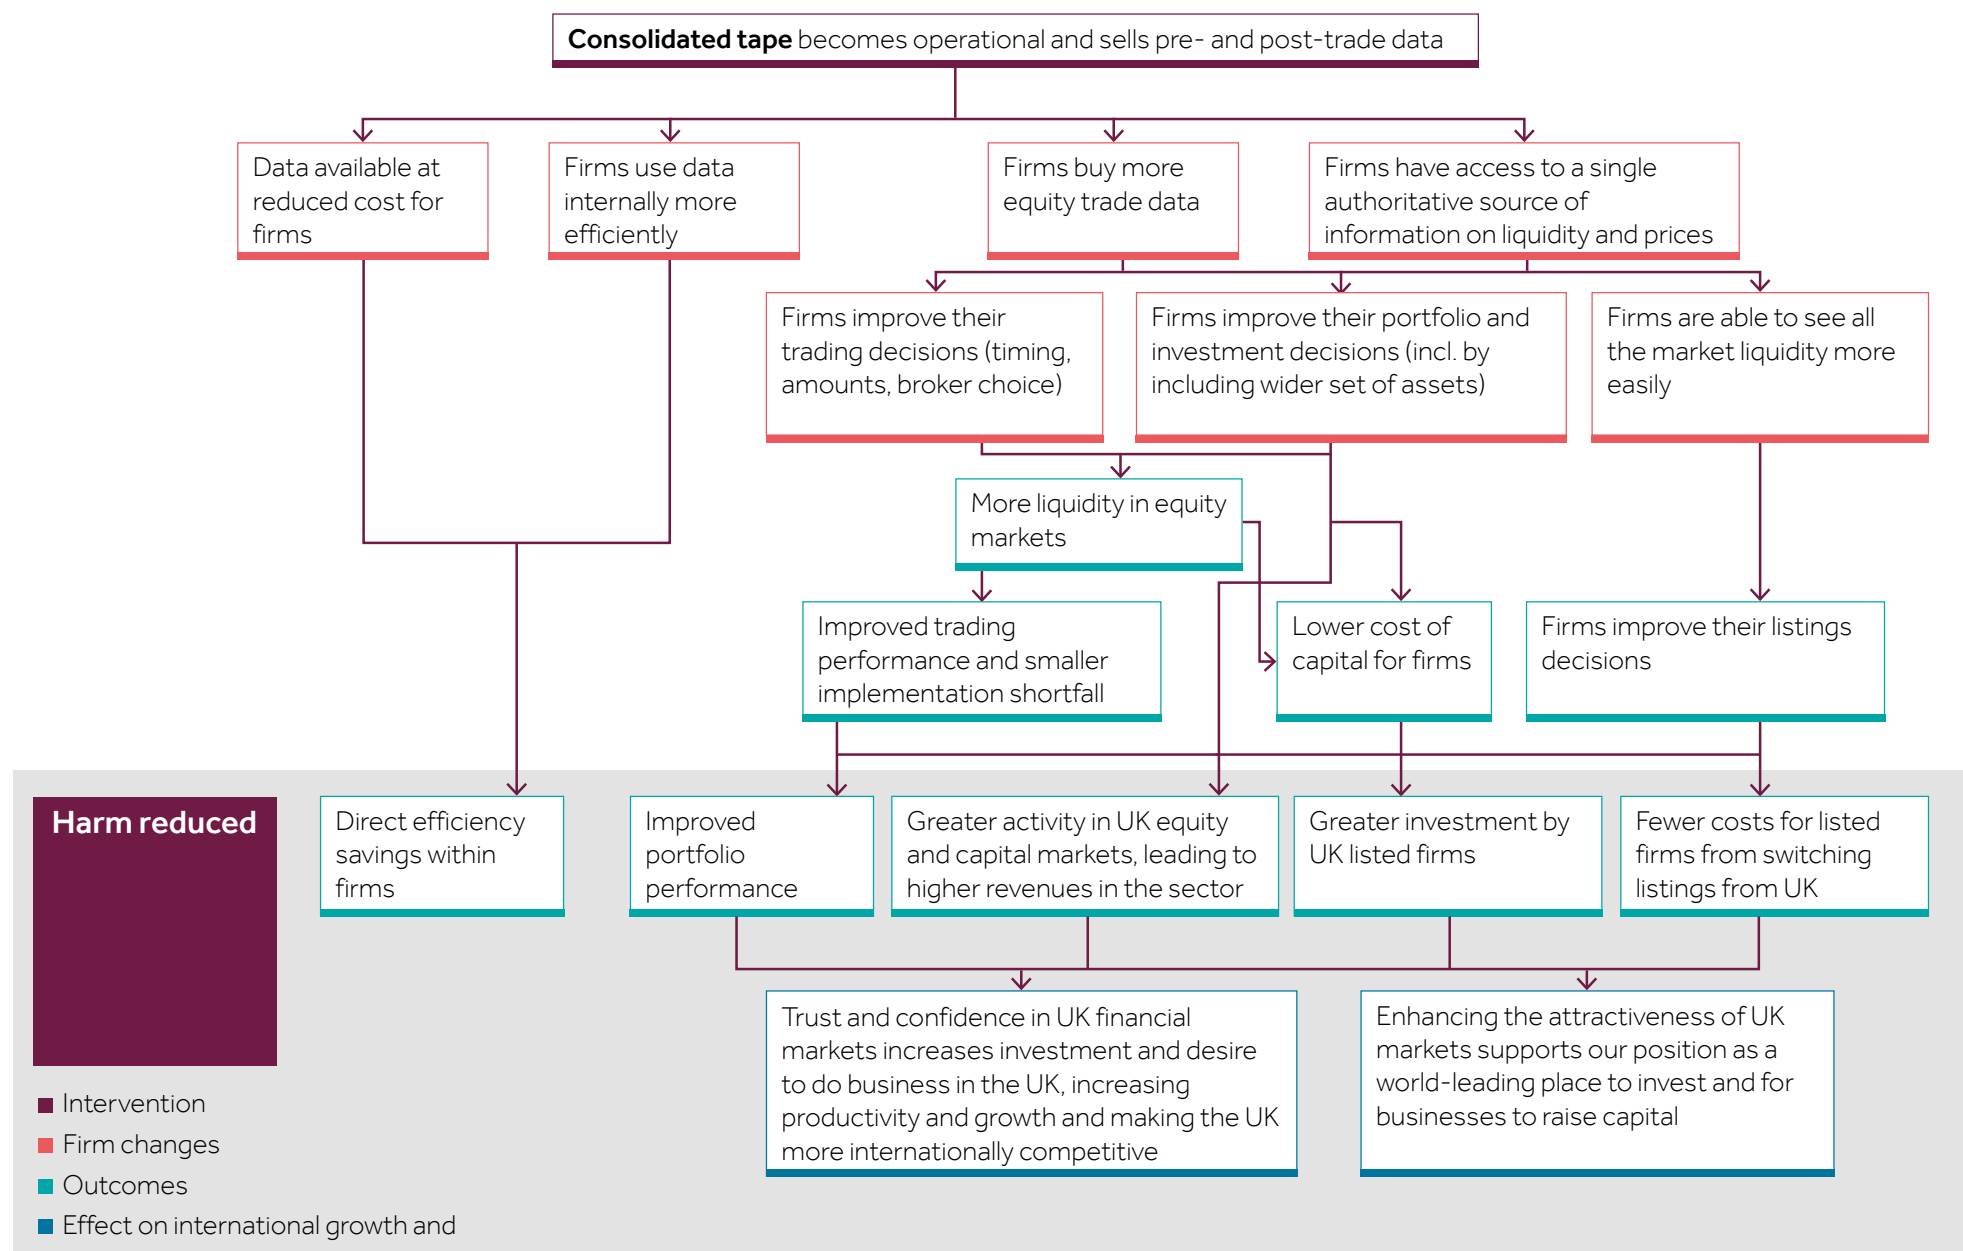 Consolidated tape becomes operational and sells pre- and post-trade data
Data available at
reduced cost for
firms
Firms use data
internally more
efficiently
Firms buy more
equity trade data
Firms have access to a single
authoritative source of
information on liquidity and prices
Firms improve their
trading decisions (timing,
amounts, broker choice)
Firms improve their portfolio and
investment decisions (incl. by
including wider set of assets)
Firms are able to see all
the market liquidity more
easily
More liquidity in equity
markets
Improved trading
performance and smaller
implementation shortfall
Lower cost of
capital for firms
Firms improve their listings
decisions
Harm reduced
Direct efficiency
savings within
firms
Improved
portfolio
performance
Greater activity in UK equity
and capital markets, leading to
higher revenues in the sector
Greater investment by
UK listed firms
Fewer costs for listed
firms from switching
listings from UK
Trust and confidence in UK financial
markets increases investment and desire
to do business in the UK, increasing
productivity and growth and making the UK
more internationally competitive
Enhancing the attractiveness of UK
markets supports our position as a
world-leading place to invest and for
businesses to raise capital
Intervention
Firm changes
Outcomes
Effect on international growth and